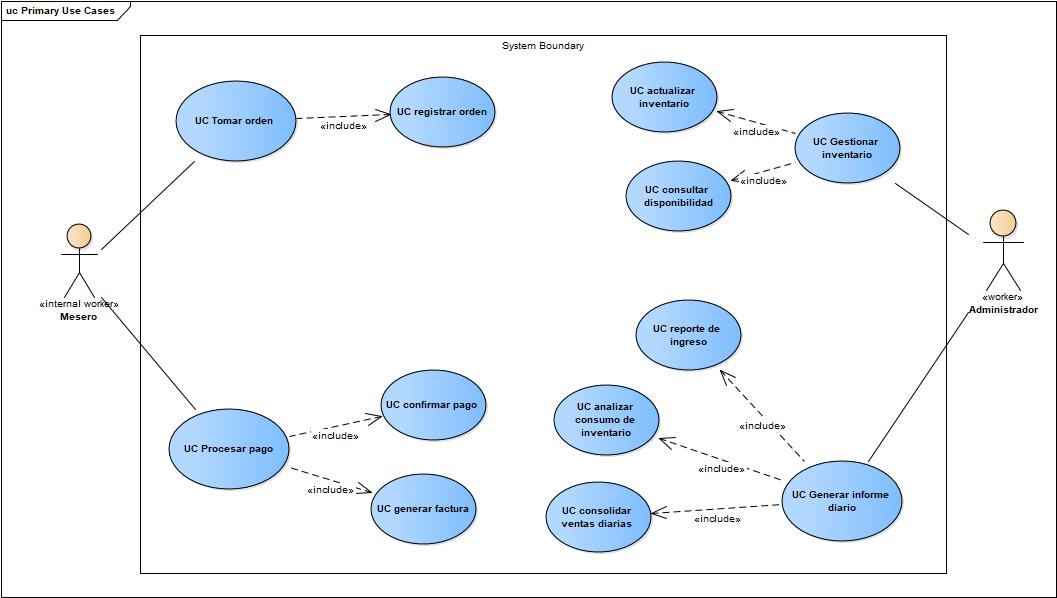 uc Primary Use Cases
System Boundary
UC Tomar orden
«include»
UC registrar orden
UC actualizar
inventario
«include»
UC Gestionar
inventario
UC consultar
disponibilidad
«include»
«internal worker»
Mesero
«worker»
Administrador
UC reporte de
ingreso
«include»
UC confirmar pago
«include»
UC Procesar pago
«include»
UC generar factura
UC analizar
consumo de
inventario
«include»
UC Generar informe
diario
UC consolidar
ventas diarias
«include»